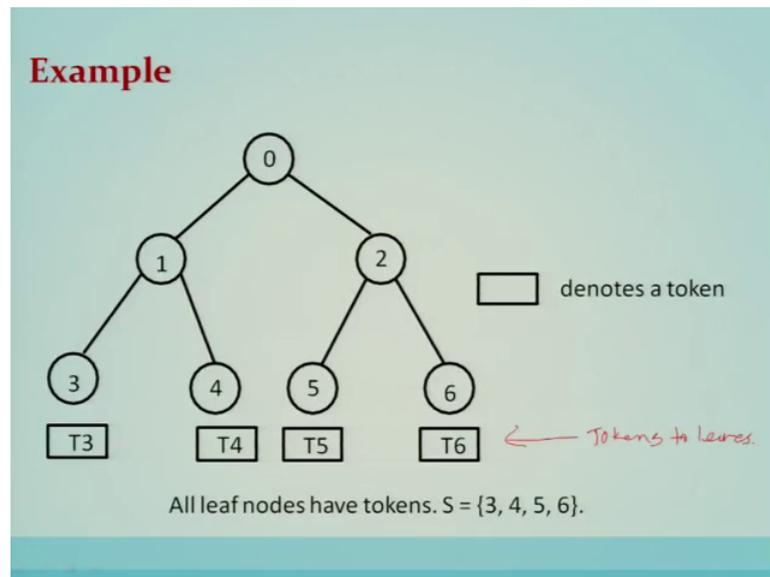 Example
0
1
2
denotes a token
3
4
5
6
T3
T4
T5
T6
← Tokens to leaves.
All leaf nodes have tokens. S = {3, 4, 5, 6}.